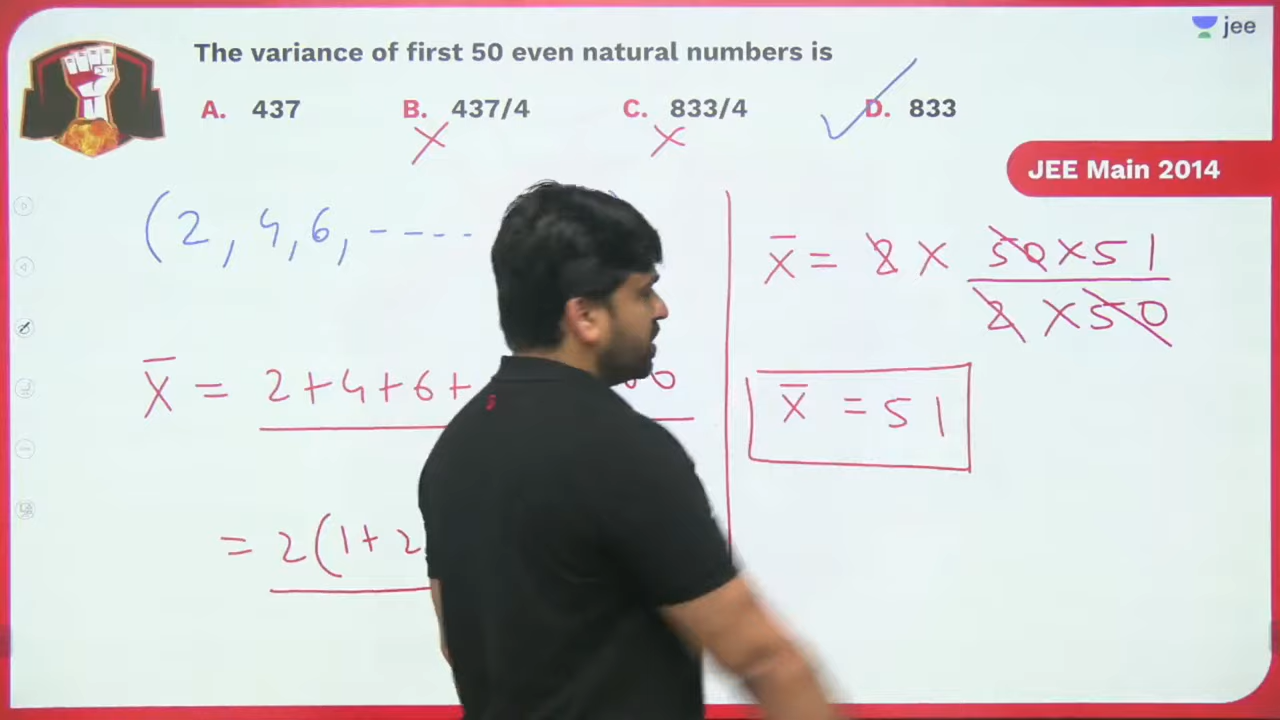 jee
The variance of first 50 even natural numbers is
A. 437 B. 437/4 C. 833/4 D. 833
JEE Main 2014
(2, 4, 6, -----
X̄ = 2+4+6+
= 2(1+2
X̄ = 2 × 50×51
2 ×50
X̄ = 51